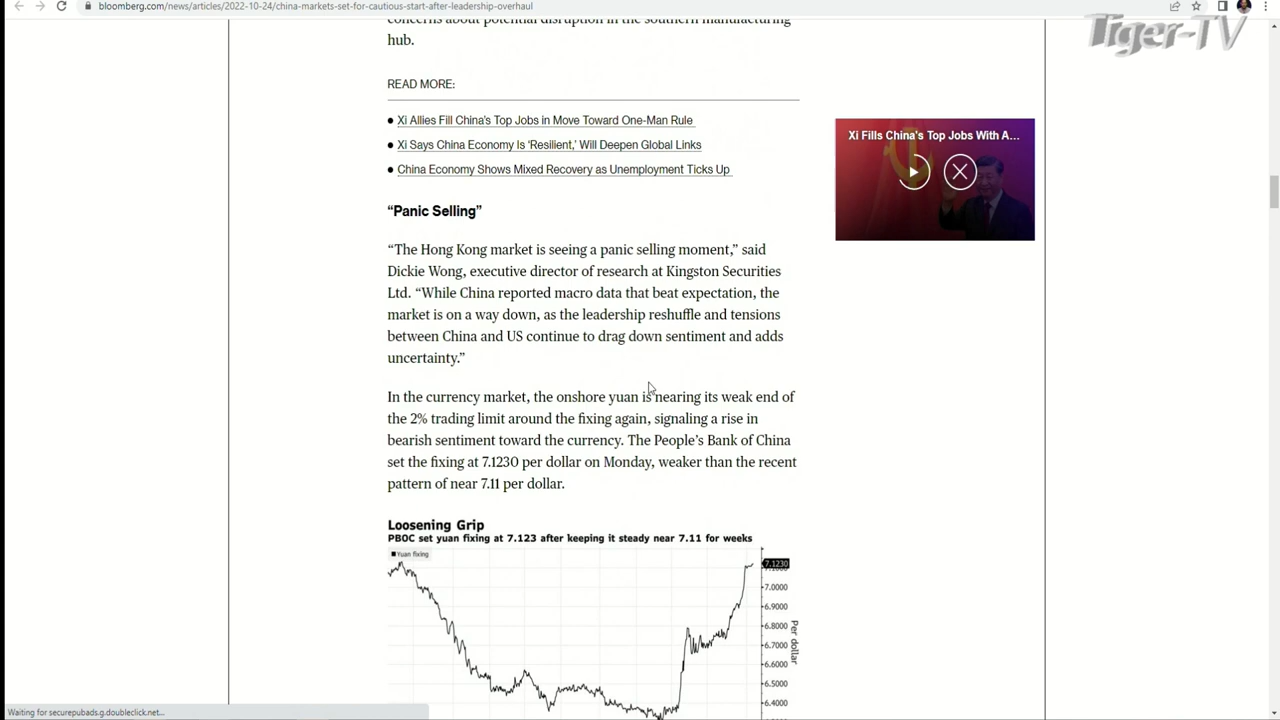 bloomberg.com/news/articles/2022-10-24/china-markets-set-for-cautious-start-after-leadership-overhaul
Tiger-TV
concerns about potential disruption in the southern manufacturing
hub.
READ MORE:
● Xi Allies Fill China's Top Jobs in Move Toward One-Man Rule
● Xi Says China Economy Is ‘Resilient,’ Will Deepen Global Links
● China Economy Shows Mixed Recovery as Unemployment Ticks Up
Xi Fills China's Top Jobs With A...
“Panic Selling”
“The Hong Kong market is seeing a panic selling moment,” said
Dickie Wong, executive director of research at Kingston Securities
Ltd. “While China reported macro data that beat expectation, the
market is on a way down, as the leadership reshuffle and tensions
between China and US continue to drag down sentiment and adds
uncertainty.”
In the currency market, the onshore yuan is nearing its weak end of
the 2% trading limit around the fixing again, signaling a rise in
bearish sentiment toward the currency. The People’s Bank of China
set the fixing at 7.1230 per dollar on Monday, weaker than the recent
pattern of near 7.11 per dollar.
Loosening Grip
PBOC set yuan fixing at 7.123 after keeping it steady near 7.11 for weeks
Yuan fixing
7.1230
7.0000
6.9000
6.8000
6.7000
6.6000
6.5000
6.4000
Per dollar
Waiting for securepubads.g.doubleclick.net...